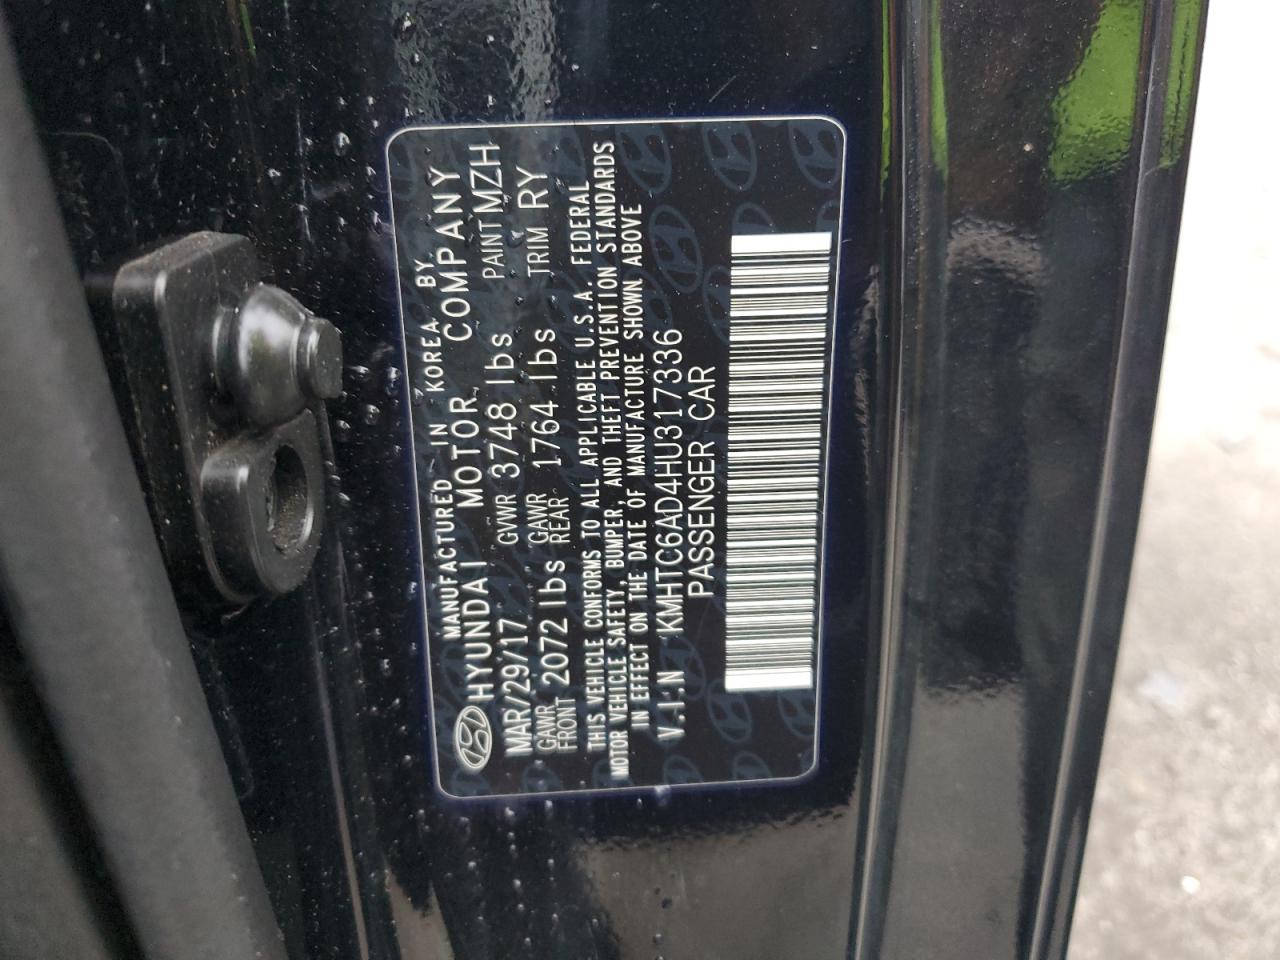 MANUFACTURED IN KOREA BY
HYUNDAI MOTOR COMPANY
MAR/29/17 GVWR 3748 lbs PAINT MZH
GAWR FRONT 2072 lbs GAWR REAR 1764 lbs TRIM RY
THIS VEHICLE CONFORMS TO ALL APPLICABLE U.S.A. FEDERAL
MOTOR VEHICLE SAFETY, BUMPER, AND THEFT PREVENTION STANDARDS
IN EFFECT ON THE DATE OF MANUFACTURE SHOWN ABOVE
V.I.N KMHTC6AD4HU317336
PASSENGER CAR